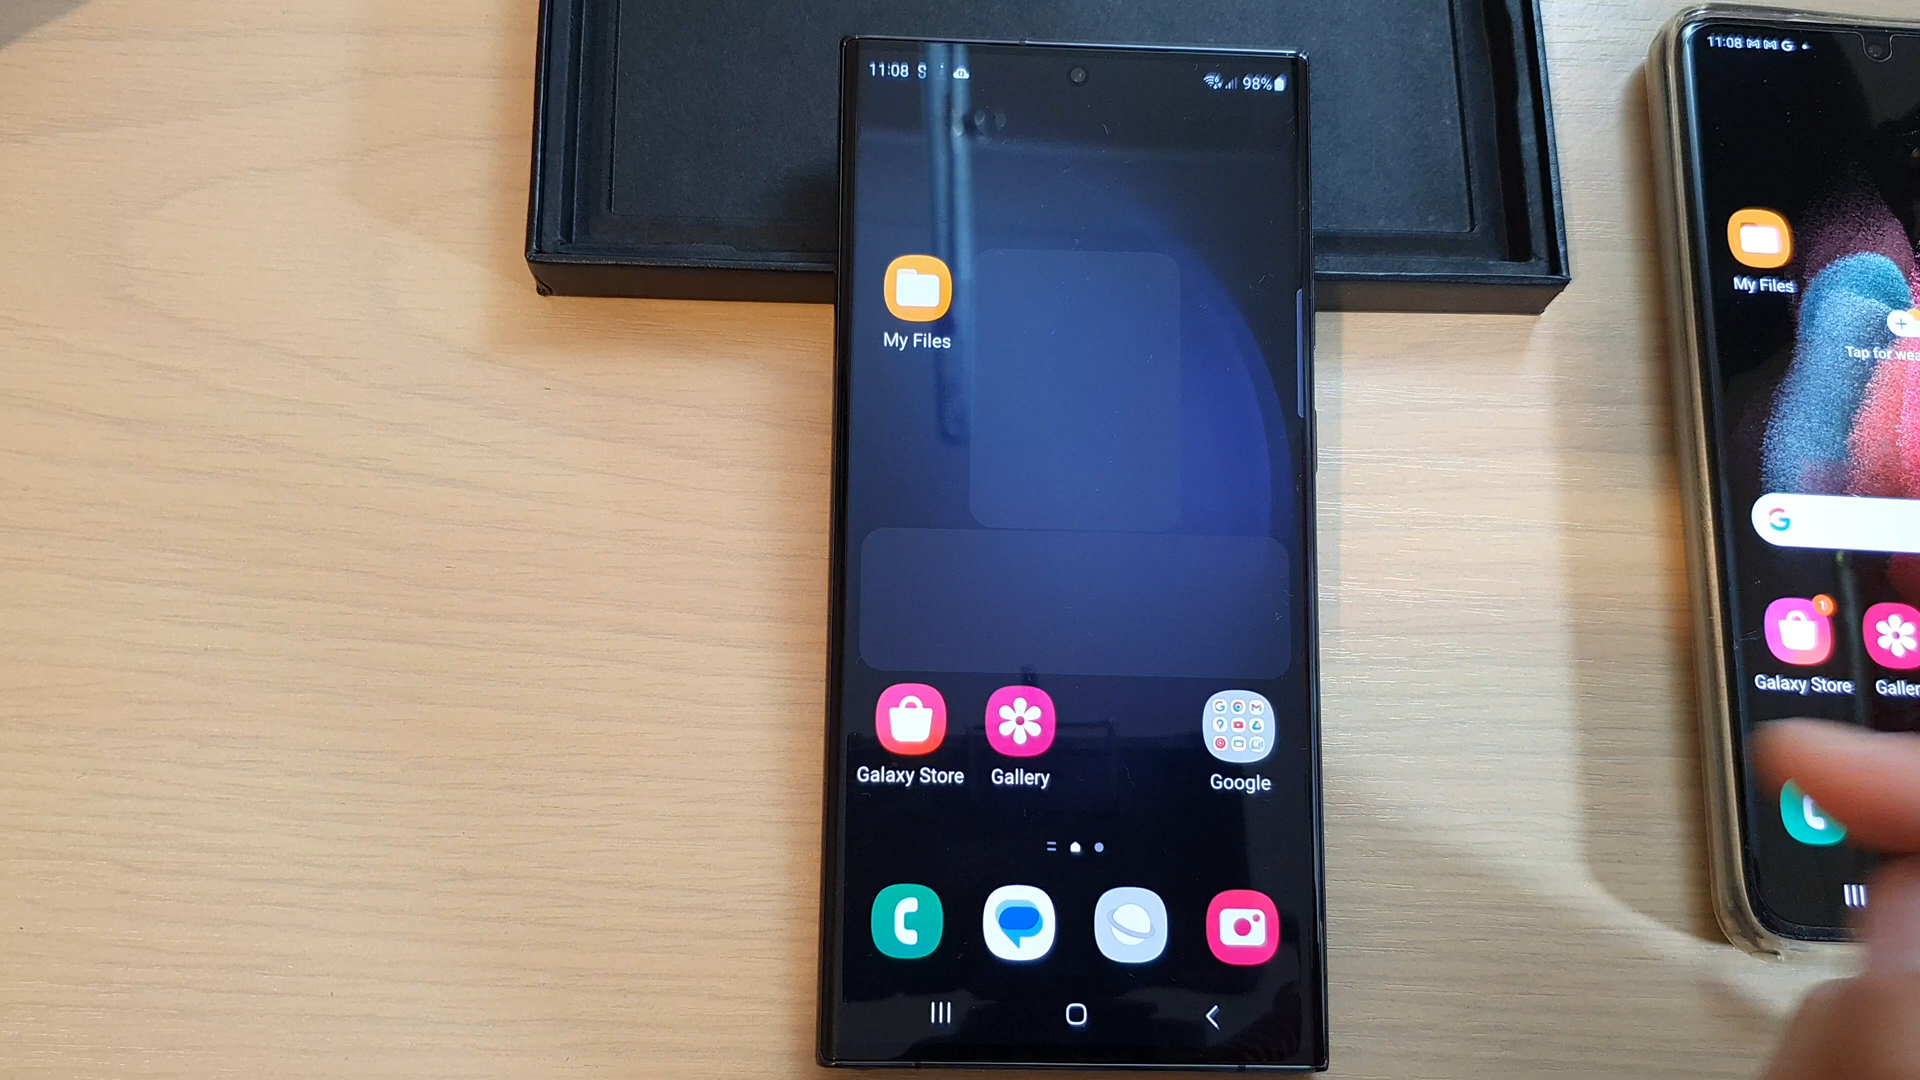 11:08 S
98%
My Files
Galaxy Store
Gallery
Google
11:08 M M G
My Files
Tap for wea
G
1
Galaxy Store
Galler